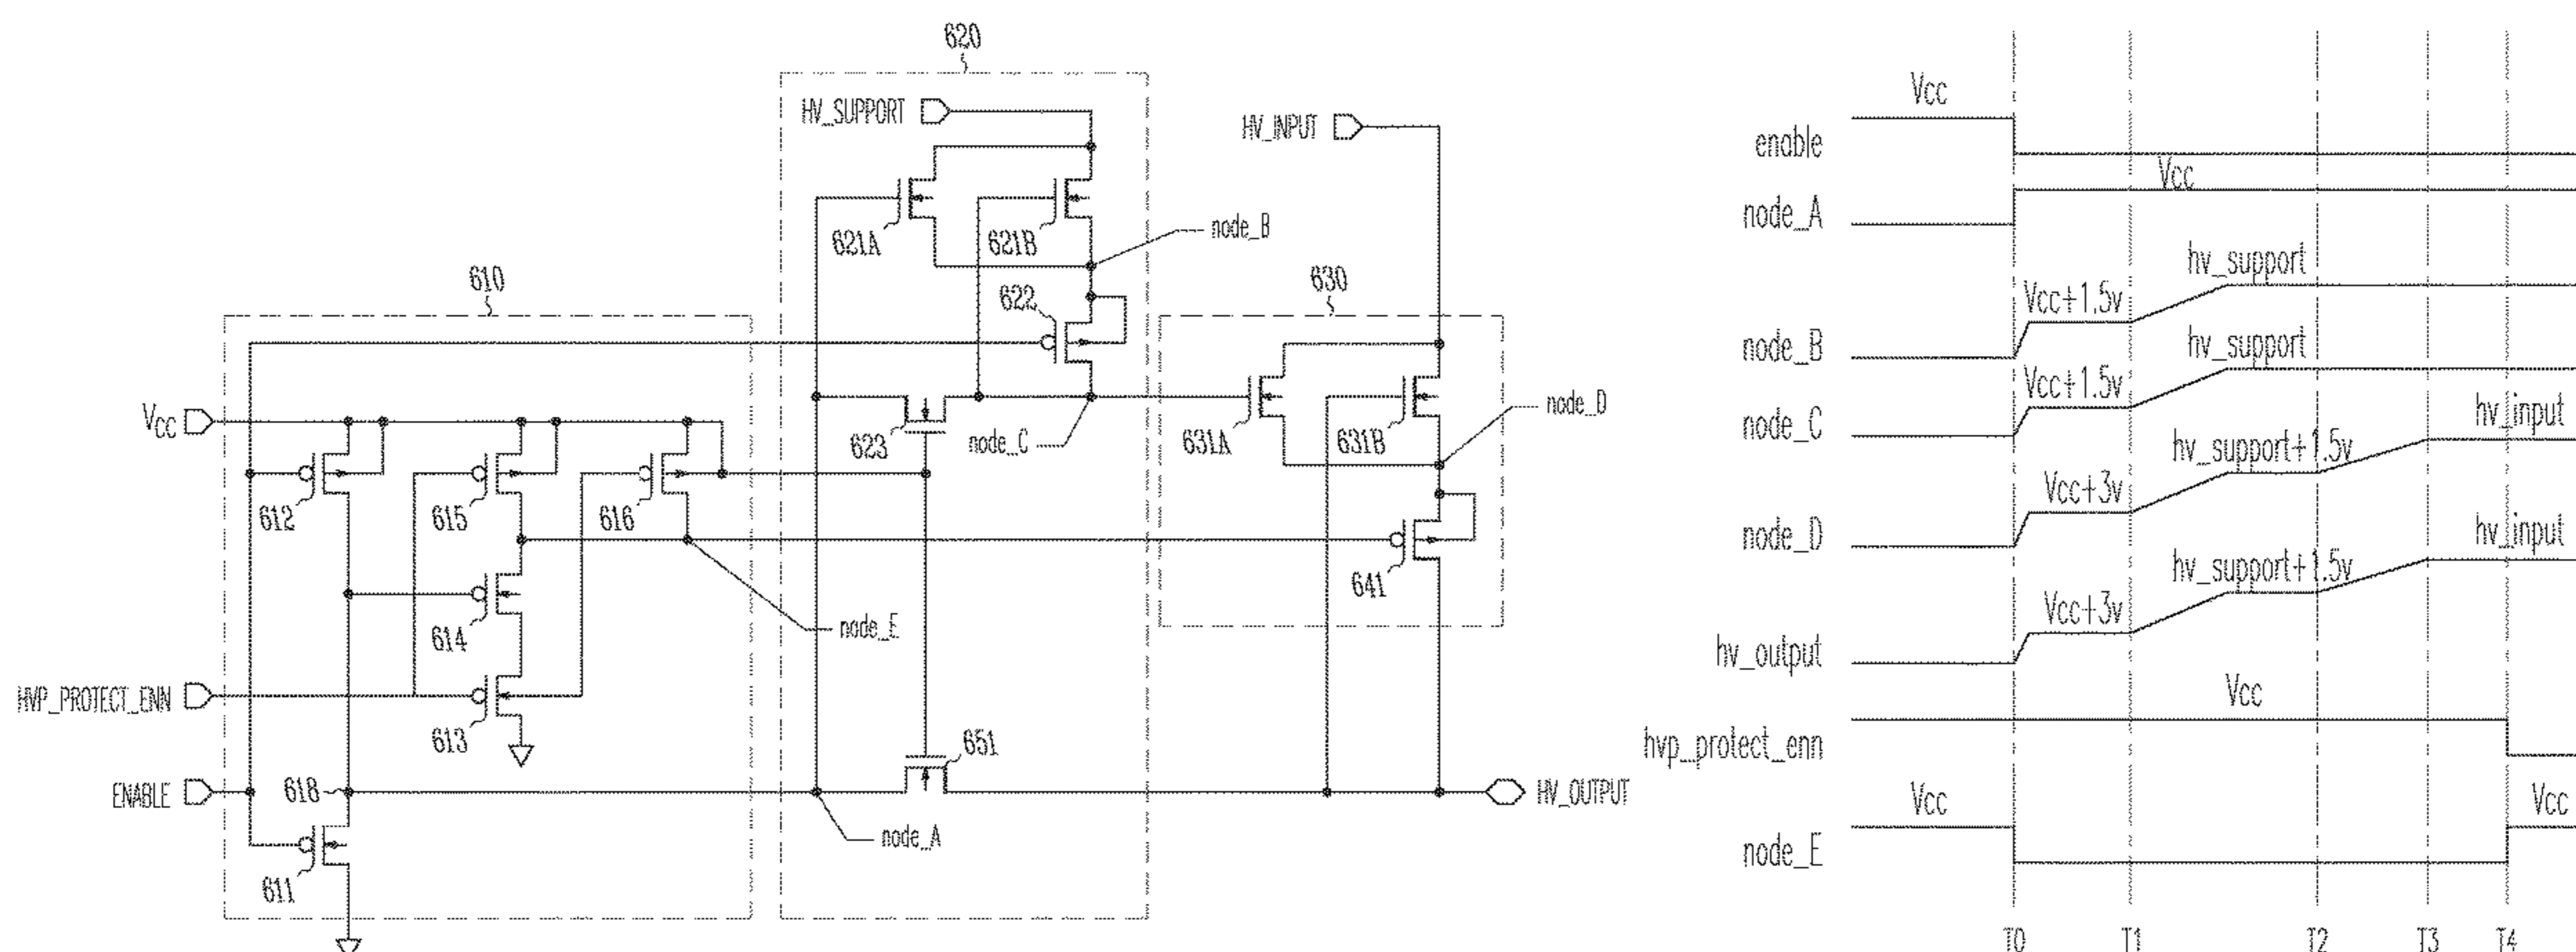 620
HV_SUPPORT
HV_INPUT
621A
621B
node_B
610
622
630
VCC
623
node_C
631A
631B
node_D
612
615
616
641
614
node_E
HVP_PROTECT_ENN
613
651
ENABLE
618
HV_OUTPUT
node_A
611
Vcc
enable
Vcc
node_A
hv_support
Vcc+1.5v
node_B
hv_support
Vcc+1.5v
node_C
hv_input
hv_support+1.5v
Vcc+3v
node_D
hv_input
hv_support+1.5v
Vcc+3v
hv_output
Vcc
hvp_protect_enn
Vcc
Vcc
node_E
T0 T1 T2 T3 T4